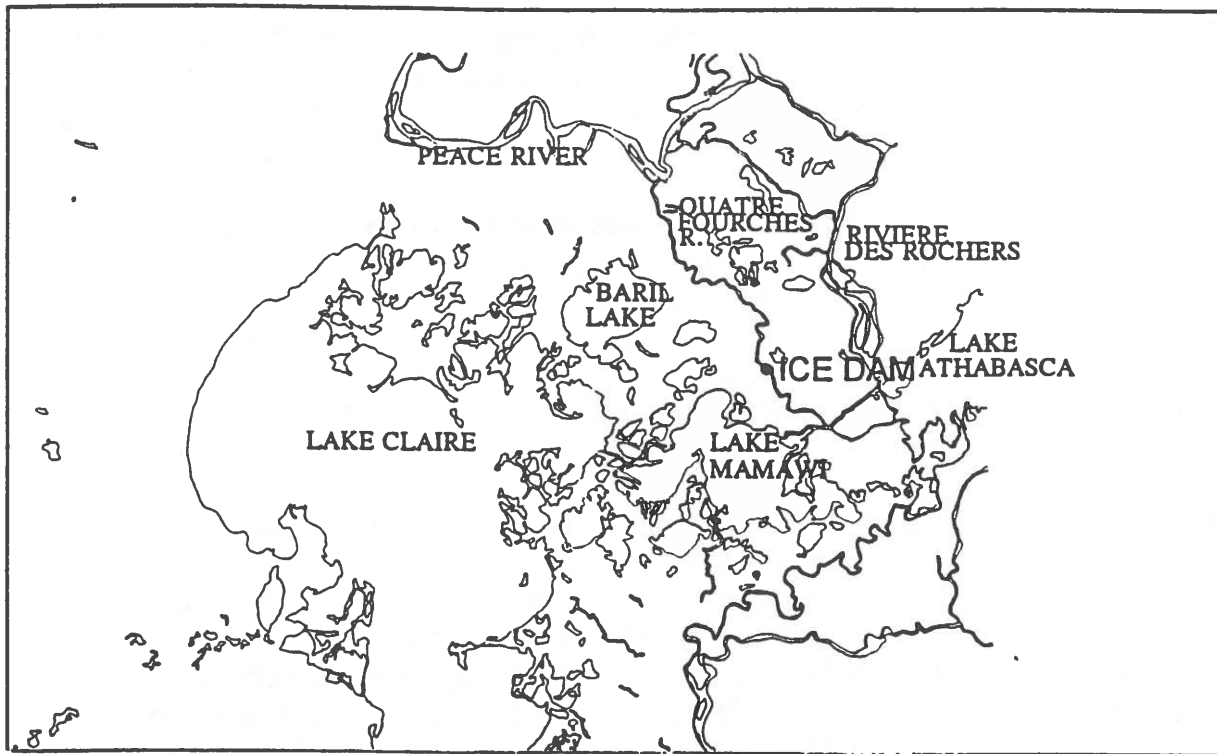 PEACE RIVER
QUATRE
FOURCHES
R.
RIVIERE
DES ROCHERS
BARIL
LAKE
LAKE
ATHABASCA
ICE DAM
LAKE CLAIRE
LAKE
MAMAWI